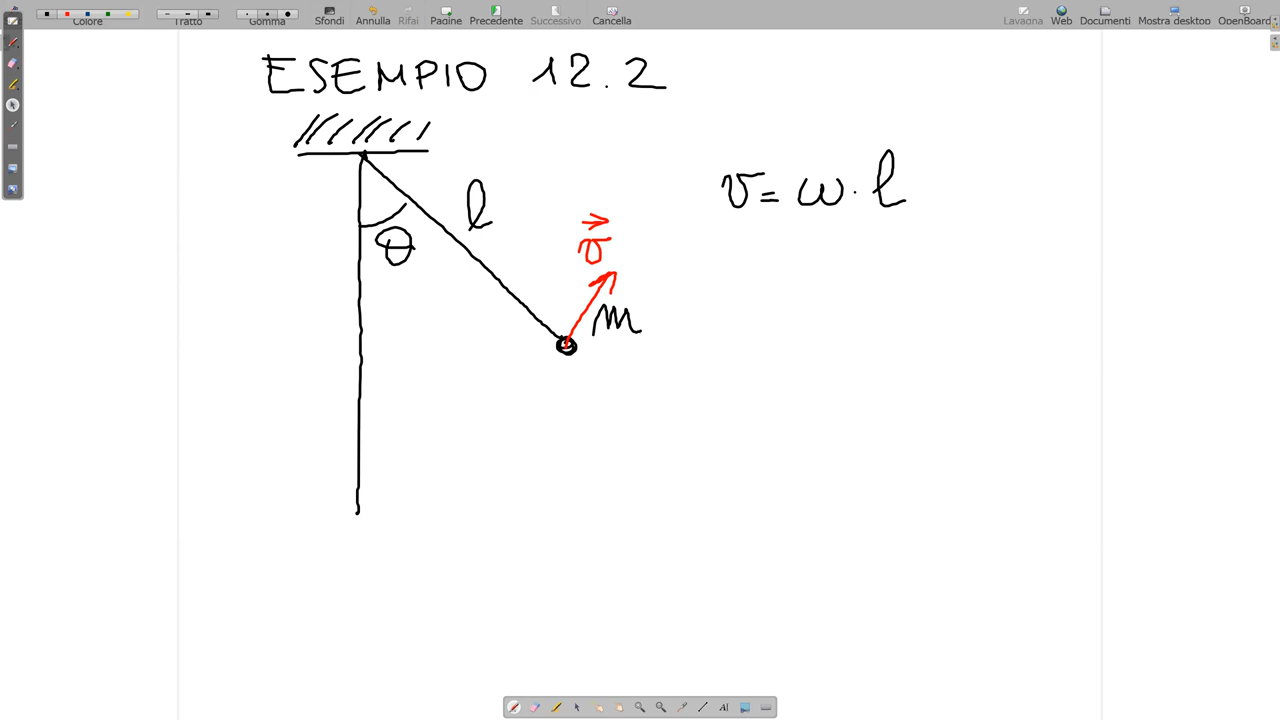 Colore Tratto Gomma Sfondi Annulla Rifai Pagine Precedente Successivo Cancella Lavagna Web Documenti Mostra desktop OpenBoard
ESEMPIO 12.2
l
v = ω · l
θ
v⃗
m
AI